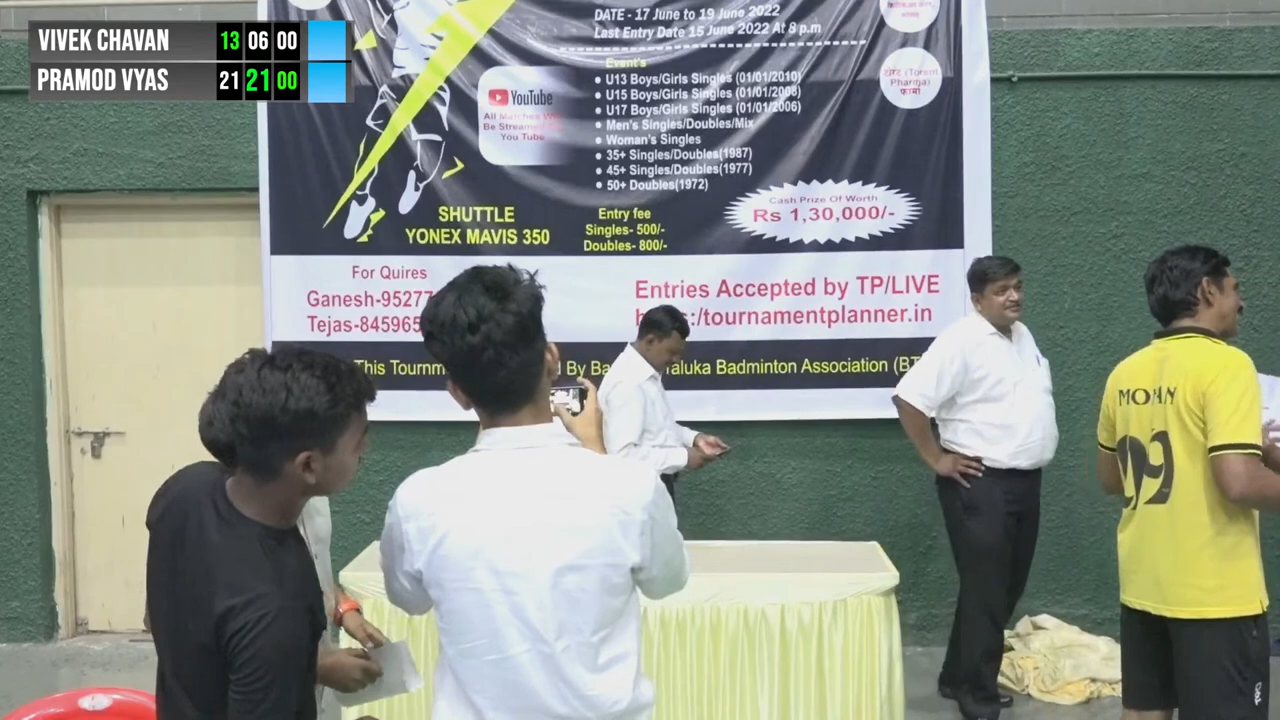 VIVEK CHAVAN 13 06 00
PRAMOD VYAS 21 21 00
DATE - 17 June to 19 June 2022
Last Entry Date 15 June 2022 At 8 p.m
Event's
• U13 Boys/Girls Singles (01/01/2010)
• U15 Boys/Girls Singles (01/01/2008)
• U17 Boys/Girls Singles (01/01/2006)
• Men's Singles/Doubles/Mix
• Woman's Singles
• 35+ Singles/Doubles(1987)
• 45+ Singles/Doubles(1977)
• 50+ Doubles(1972)
YouTube
All Matches
Be Streamed
You Tube
टोरेंट (Torent
Pharma)
फार्मा
Cash Prize Of Worth
Rs 1,30,000/-
SHUTTLE
YONEX MAVIS 350
Entry fee
Singles- 500/-
Doubles- 800/-
For Quires
Ganesh-9527
Tejas-845965
Entries Accepted by TP/LIVE
:/tournamentplanner.in
This By Taluka Badminton Association (BT
99